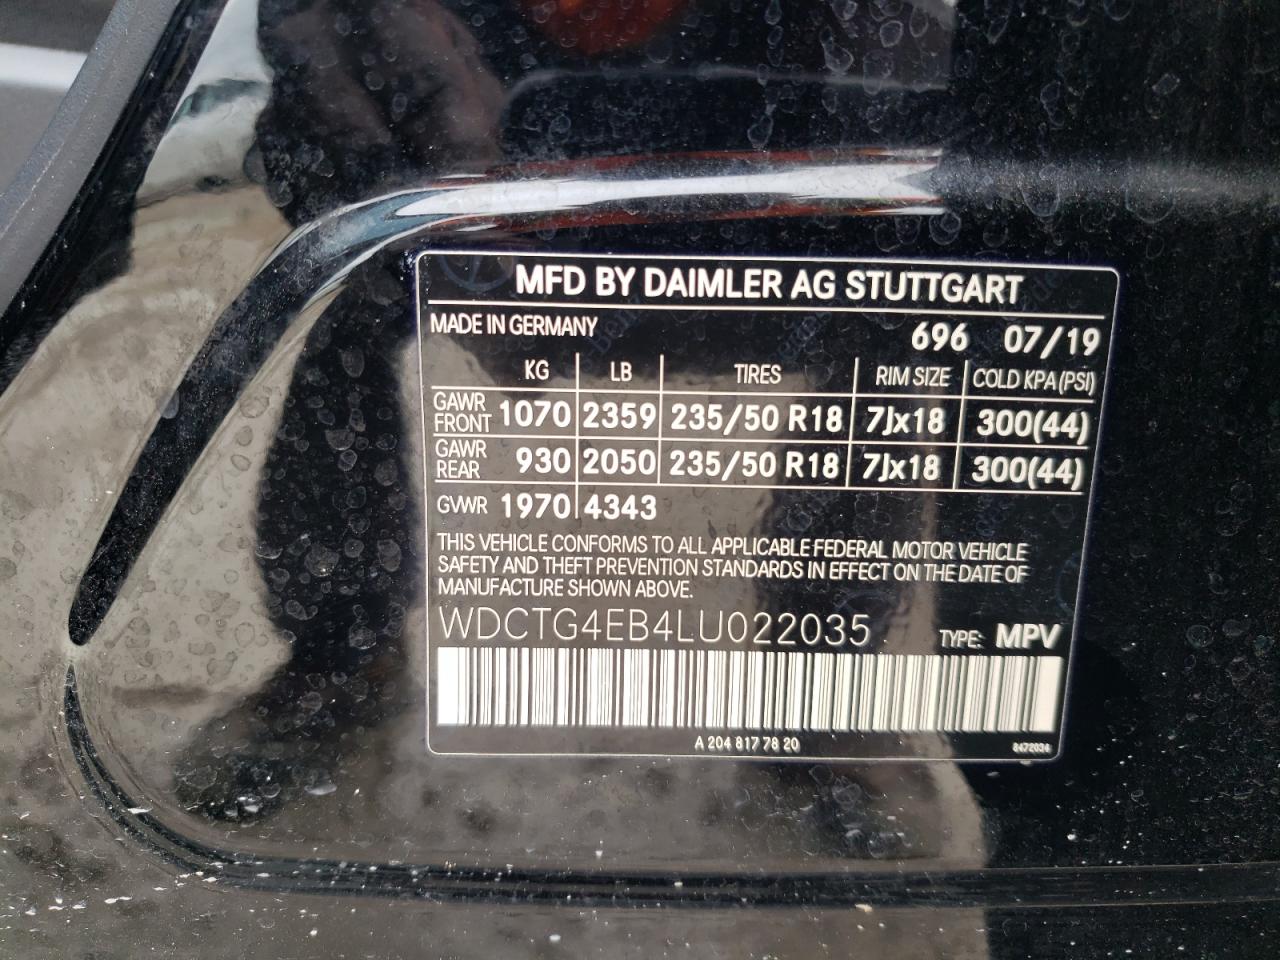 MFD BY DAIMLER AG STUTTGART
MADE IN GERMANY 696 07/19
KG LB TIRES RIM SIZE COLD KPA (PSI)
GAWR FRONT 1070 2359 235/50 R18 7Jx18 300(44)
GAWR REAR 930 2050 235/50 R18 7Jx18 300(44)
GVWR 1970 4343
THIS VEHICLE CONFORMS TO ALL APPLICABLE FEDERAL MOTOR VEHICLE
SAFETY AND THEFT PREVENTION STANDARDS IN EFFECT ON THE DATE OF
MANUFACTURE SHOWN ABOVE.
WDCTG4EB4LU022035 TYPE: MPV
A 204 817 78 20 8472036